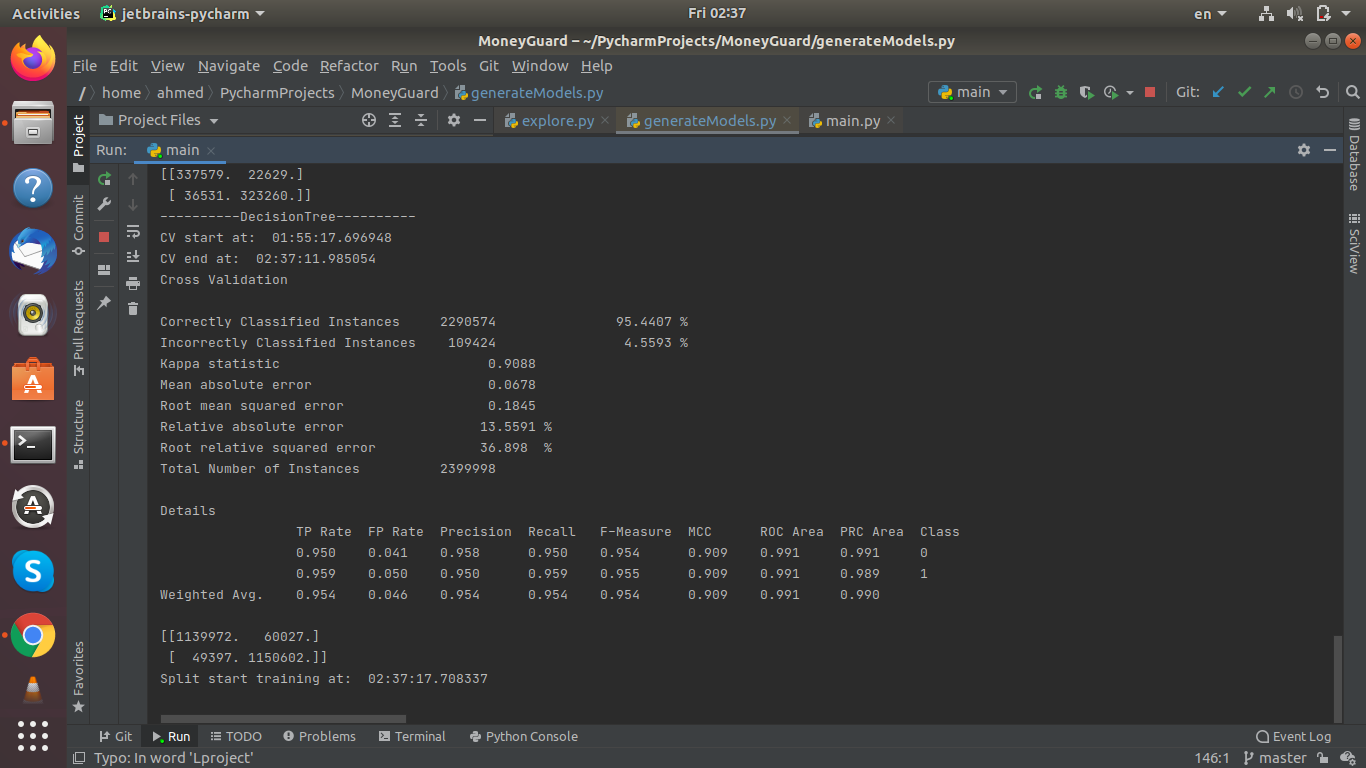 Activities jetbrains-pycharm Fri 02:37 en
MoneyGuard – ~/PycharmProjects/MoneyGuard/generateModels.py
File Edit View Navigate Code Refactor Run Tools Git Window Help
/ home ahmed PycharmProjects MoneyGuard generateModels.py main Git:
Project Files explore.py generateModels.py main.py
Run: main
Project
Commit
Pull Requests
Structure
Favorites
Database
SciView
[[337579. 22629.]
[ 36531. 323260.]]
----------DecisionTree----------
CV start at: 01:55:17.696948
CV end at: 02:37:11.985054
Cross Validation
Correctly Classified Instances 2290574 95.4407 %
Incorrectly Classified Instances 109424 4.5593 %
Kappa statistic 0.9088
Mean absolute error 0.0678
Root mean squared error 0.1845
Relative absolute error 13.5591 %
Root relative squared error 36.898 %
Total Number of Instances 2399998
Details
TP Rate FP Rate Precision Recall F-Measure MCC ROC Area PRC Area Class
0.950 0.041 0.958 0.950 0.954 0.909 0.991 0.991 0
0.959 0.050 0.950 0.959 0.955 0.909 0.991 0.989 1
Weighted Avg. 0.954 0.046 0.954 0.954 0.954 0.909 0.991 0.990
[[1139972. 60027.]
[ 49397. 1150602.]]
Split start training at: 02:37:17.708337
Git Run TODO Problems Terminal Python Console Event Log
Typo: In word 'Lproject' 146:1 master